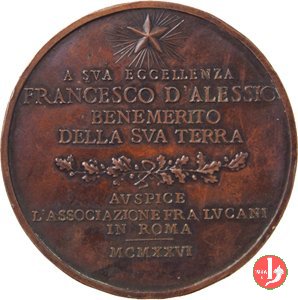 A SVA ECCELLENZA
FRANCESCO D'ALESSIO
BENEMERITO
DELLA SVA TERRA
AVSPICE
L'ASSOCIAZIONE FRA LVCANI
IN ROMA
MCMXXVI